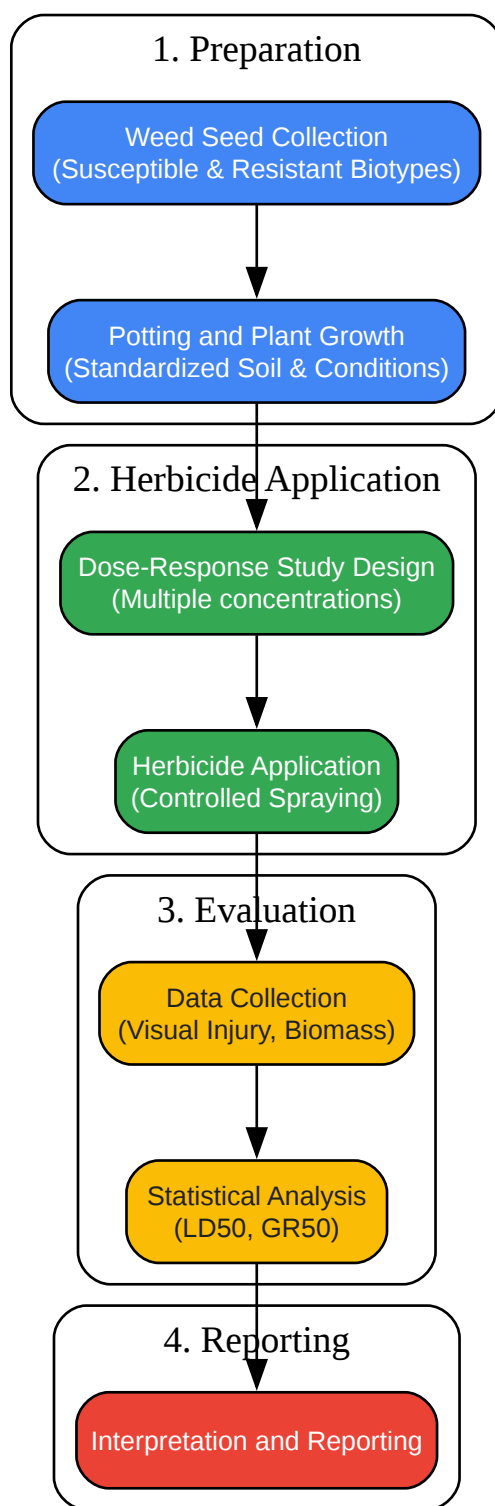 1. Preparation
Weed Seed Collection
(Susceptible & Resistant Biotypes)
Potting and Plant Growth
(Standardized Soil & Conditions)
2. Herbicide Application
Dose-Response Study Design
(Multiple concentrations)
Herbicide Application
(Controlled Spraying)
3. Evaluation
Data Collection
(Visual Injury, Biomass)
Statistical Analysis
(LD50, GR50)
4. Reporting
Interpretation and Reporting